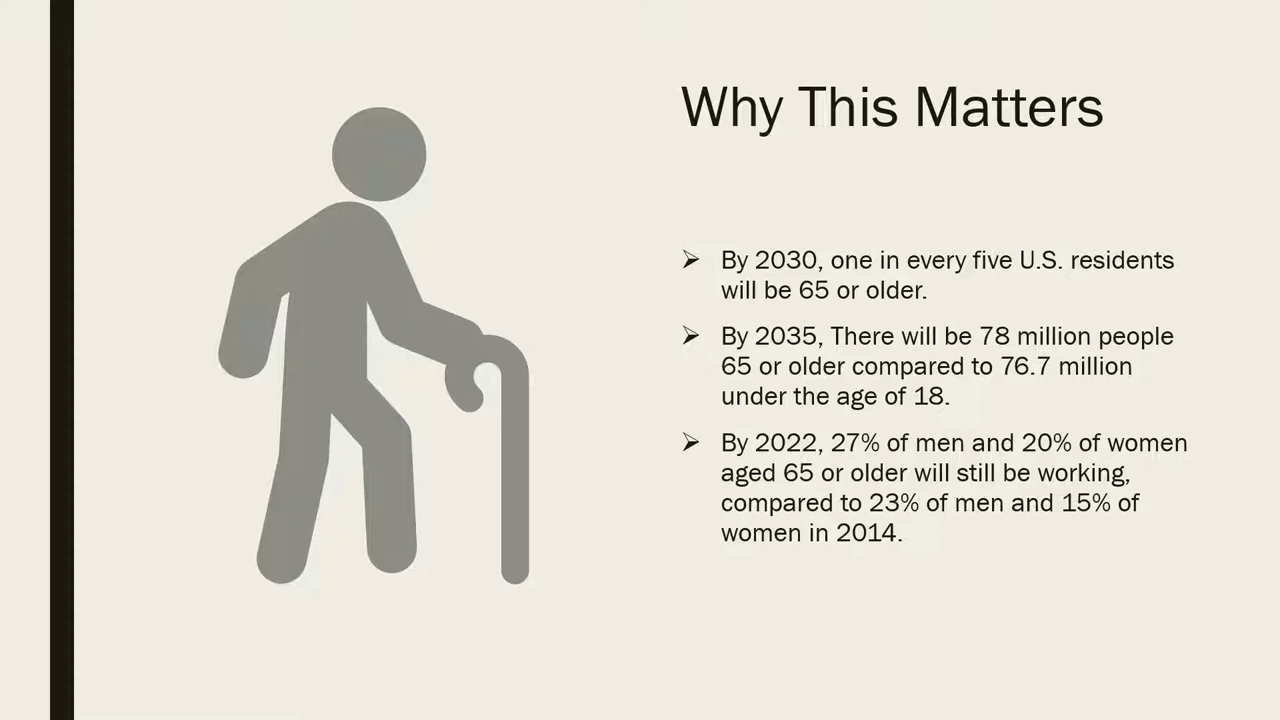 Why This Matters
By 2030, one in every five U.S. residents
will be 65 or older.
By 2035, There will be 78 million people
65 or older compared to 76.7 million
under the age of 18.
By 2022, 27% of men and 20% of women
aged 65 or older will still be working,
compared to 23% of men and 15% of
women in 2014.